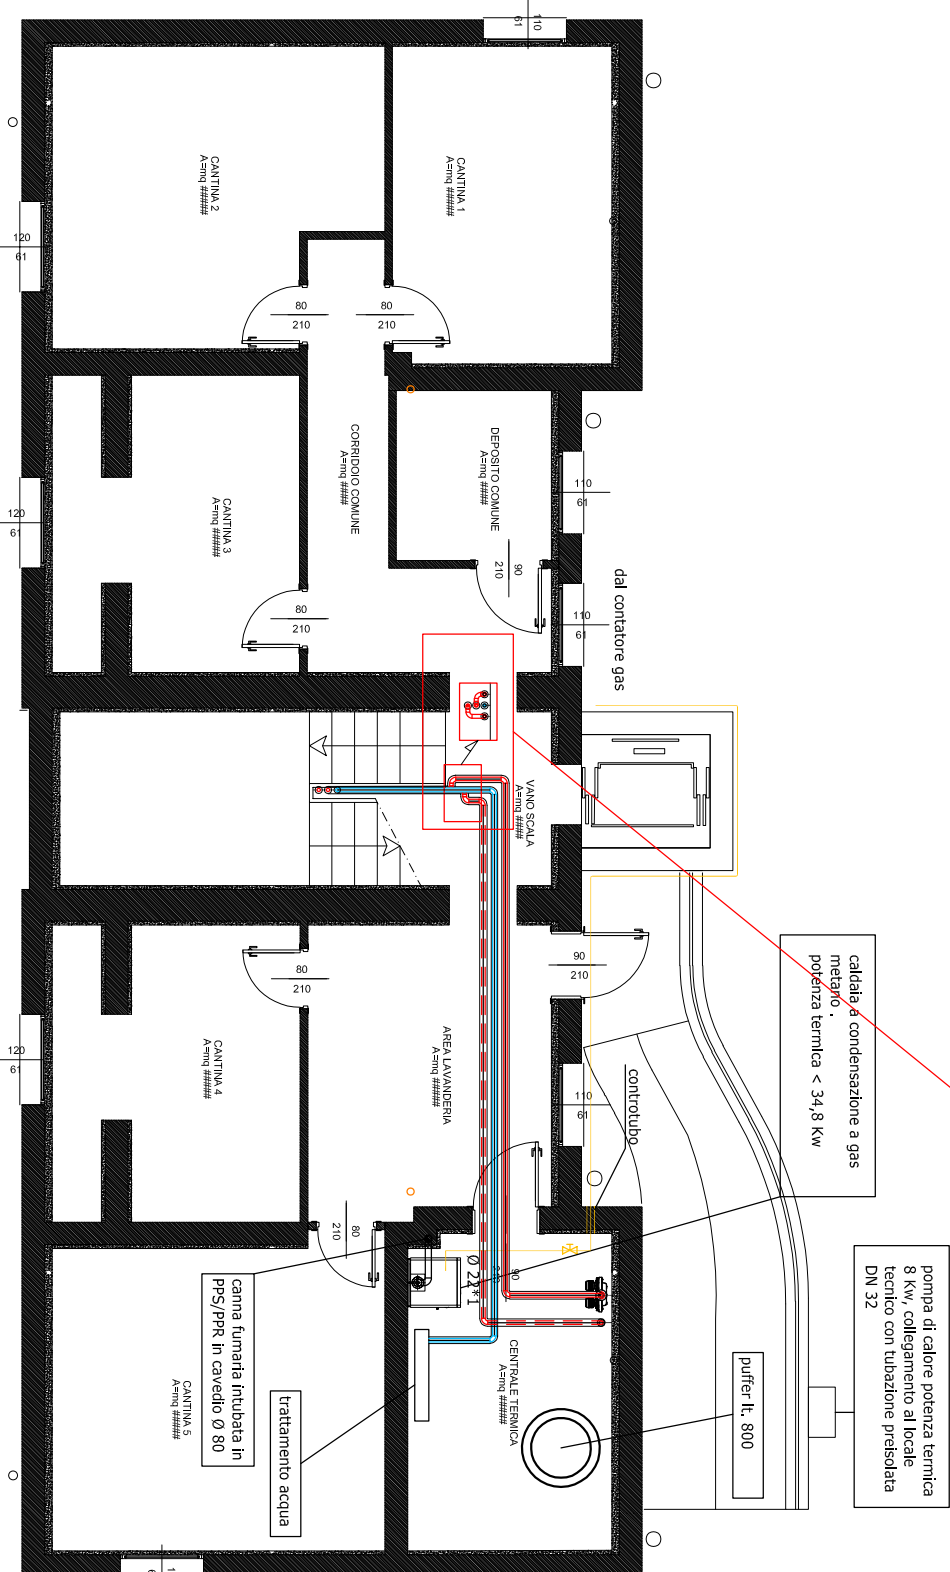 110
61
CANTINA 1
A=mq #####
CANTINA 2
A=mq #####
120
61
80
210
80
210
CORRIDOIO COMUNE
A=mq ####
DEPOSITO COMUNE
A=mq ####
110
61
CANTINA 3
A=mq #####
120
61
90
210
80
210
110
61
dal contatore gas
VANO SCALA
A=mq ####
caldaia a condensazione a gas
metano .
potenza termica < 34,8 Kw
90
210
80
210
CANTINA 4
A=mq ####
120
61
AREA LAVANDERIA
A=mq #####
110
61
controtubo
80
210
90
210
Ø 22*1
pompa di calore potenza termica
8 Kw, collegamento al locale
tecnico con tubazione preisolata
DN 32
canna fumaria intubata in
PPS/PPR in cavedio Ø 80
CENTRALE TERMICA
A=mq #####
puffer lt. 800
CANTINA 5
A=mq #####
trattamento acqua